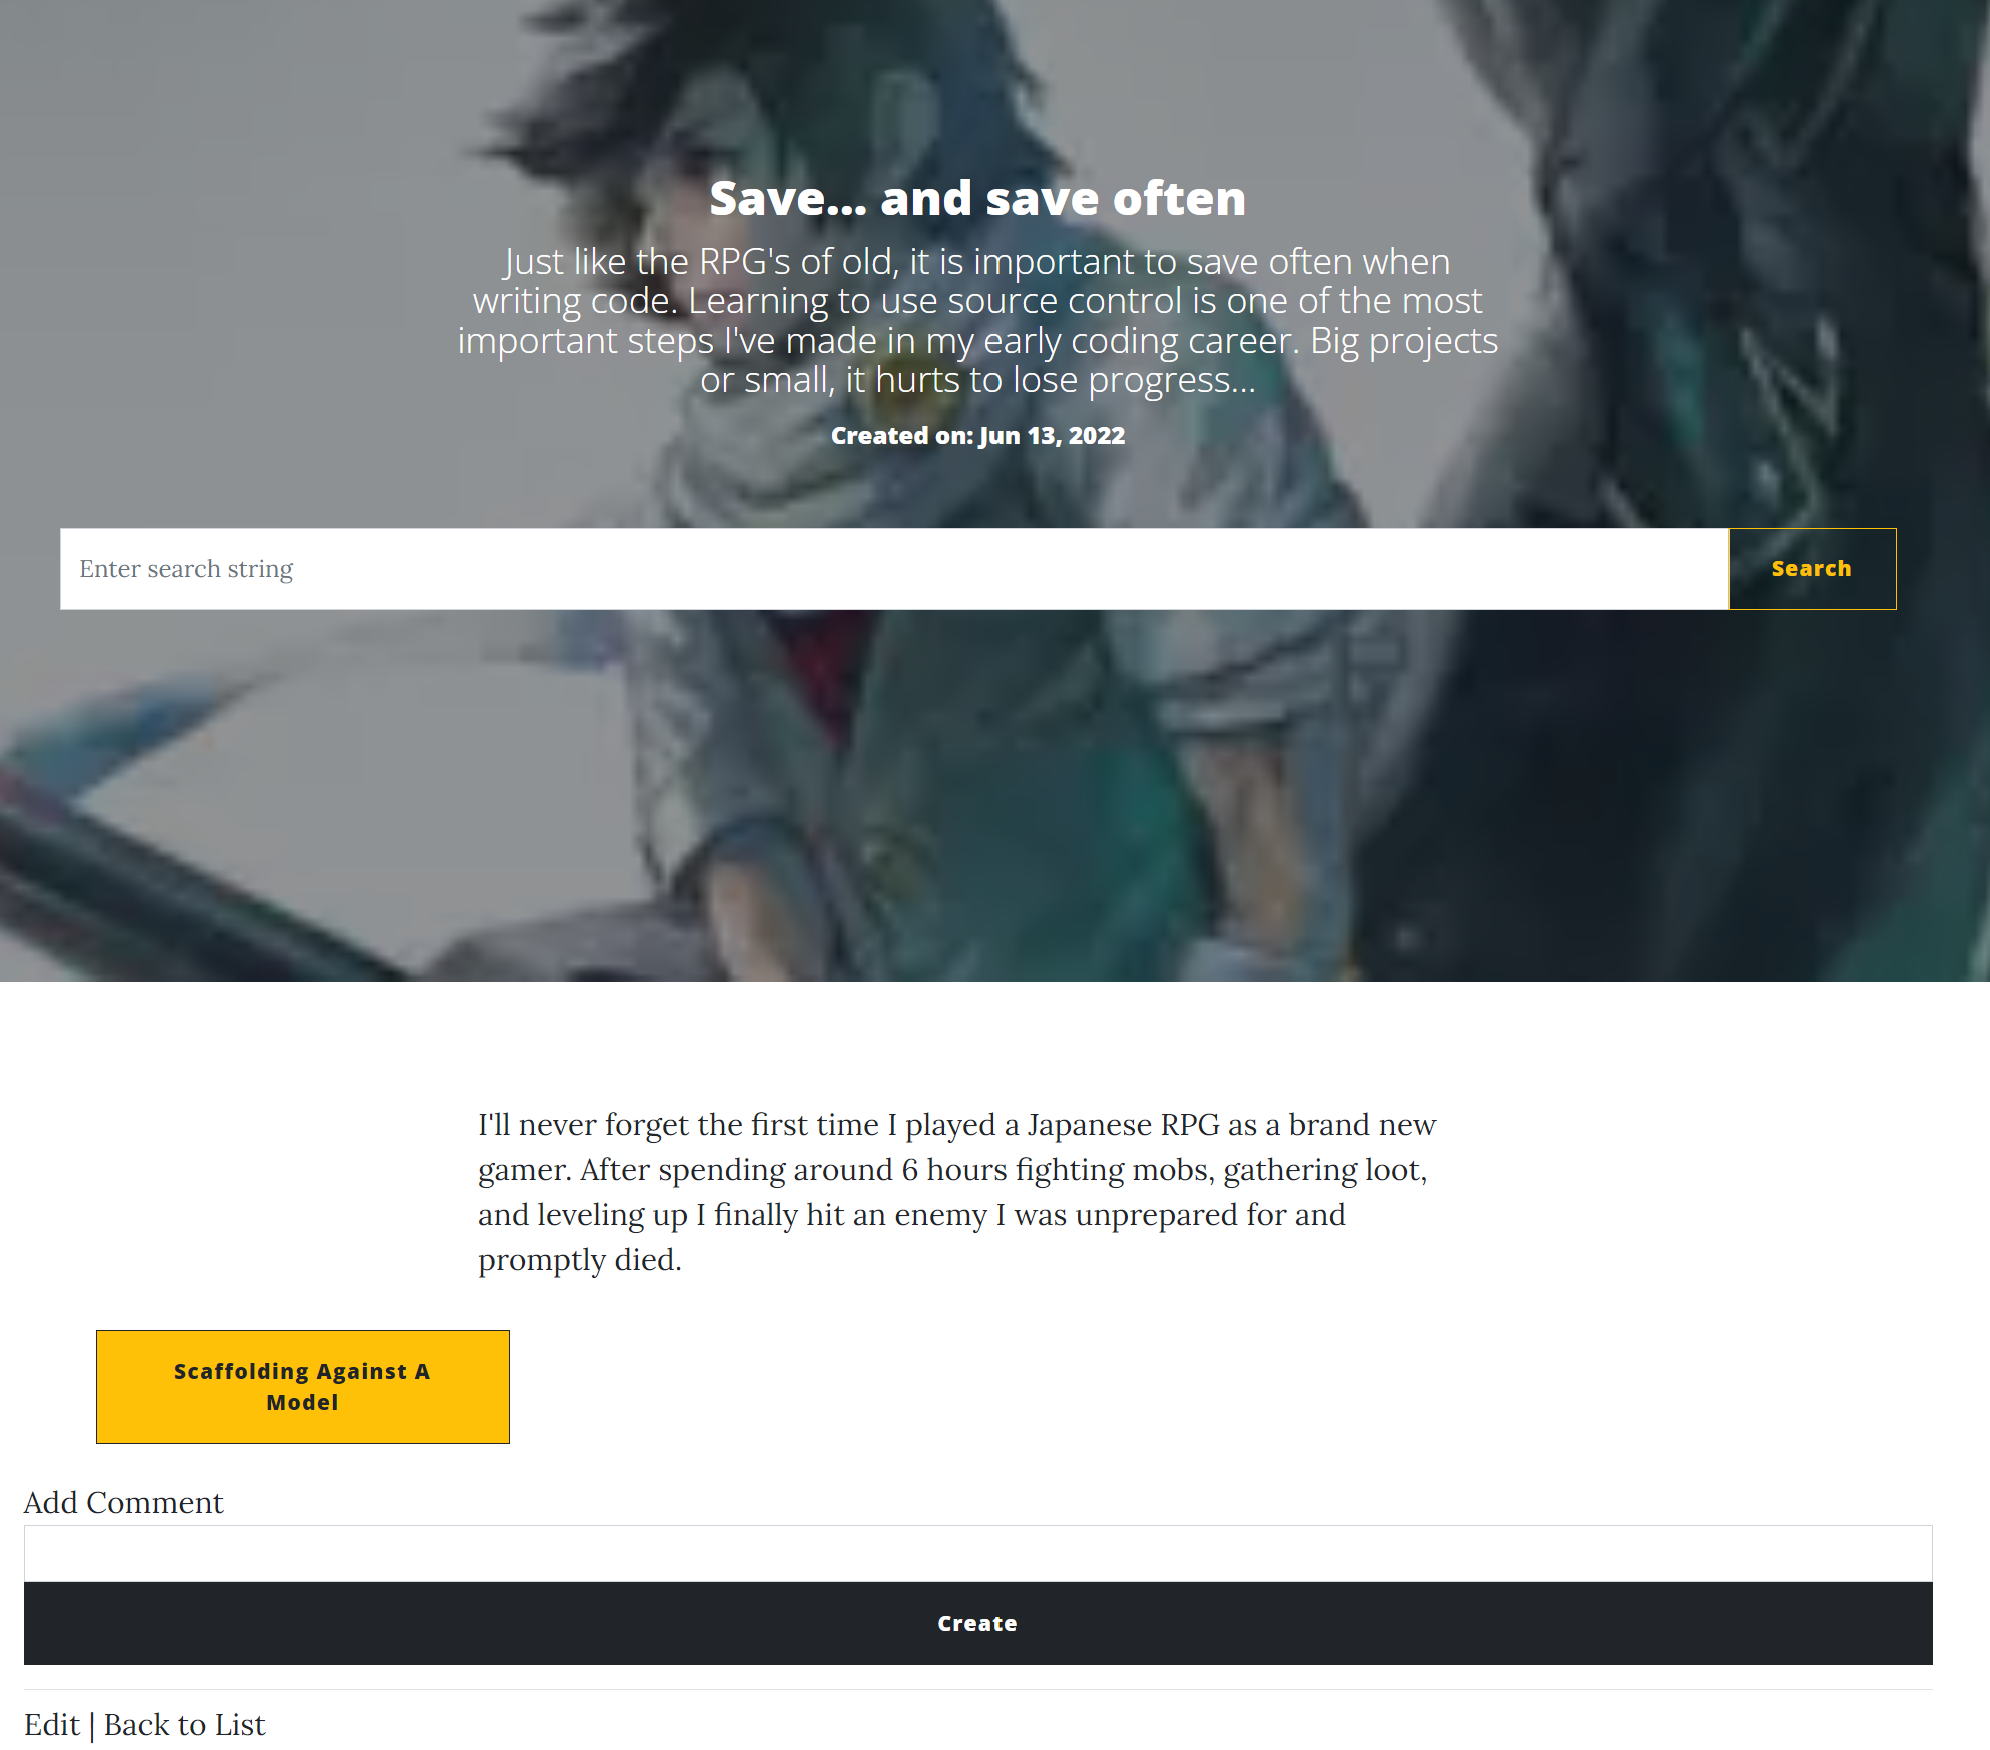 Save... and save often
Just like the RPG's of old, it is important to save often when
writing code. Learning to use source control is one of the most
important steps I've made in my early coding career. Big projects
or small, it hurts to lose progress...
Created on: Jun 13, 2022
Enter search string
Search
I'll never forget the first time I played a Japanese RPG as a brand new
gamer. After spending around 6 hours fighting mobs, gathering loot,
and leveling up I finally hit an enemy I was unprepared for and
promptly died.
Scaffolding Against A
Model
Add Comment
Create
Edit | Back to List